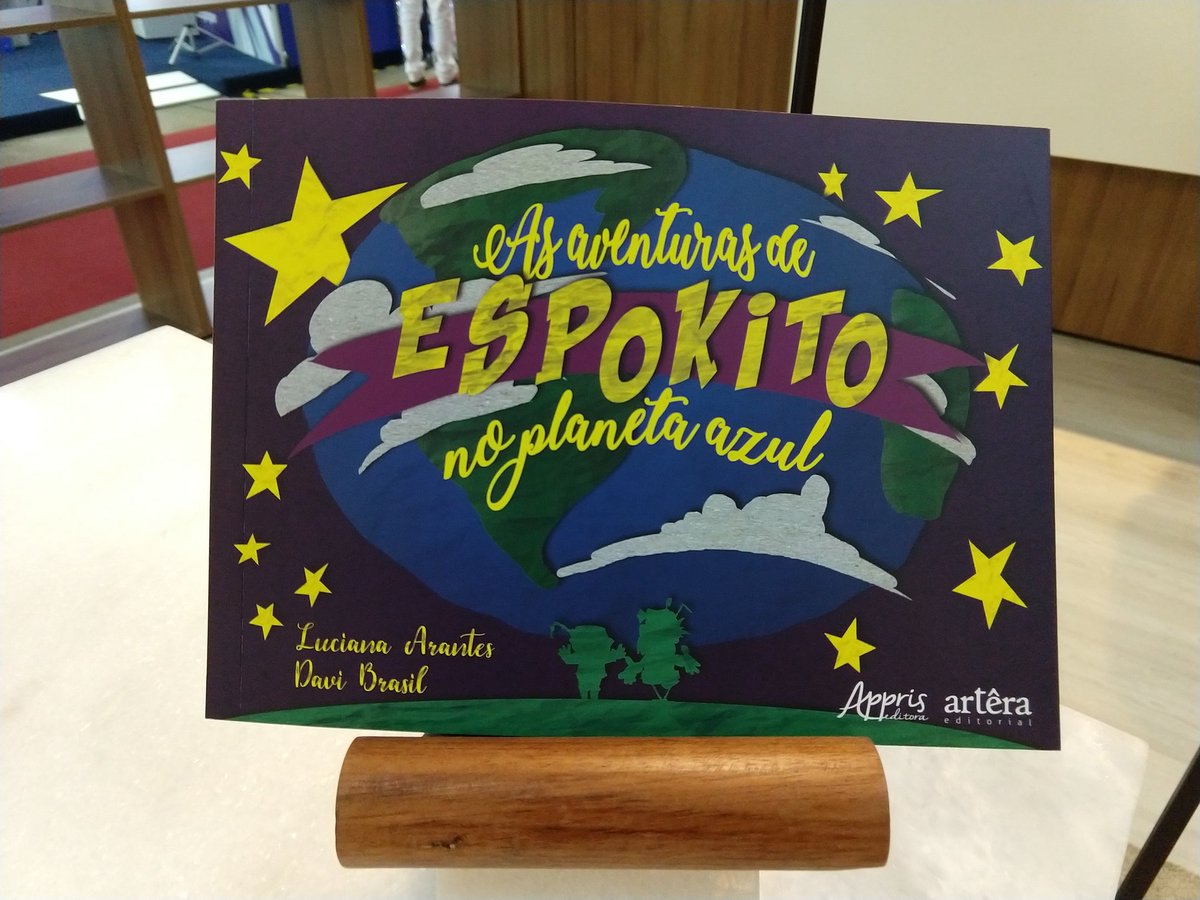 As aventuras de
ESPOKiTO
no planeta azul
Luciana Arantes
Davi Brasil
Appris
editora
artêra
editorial